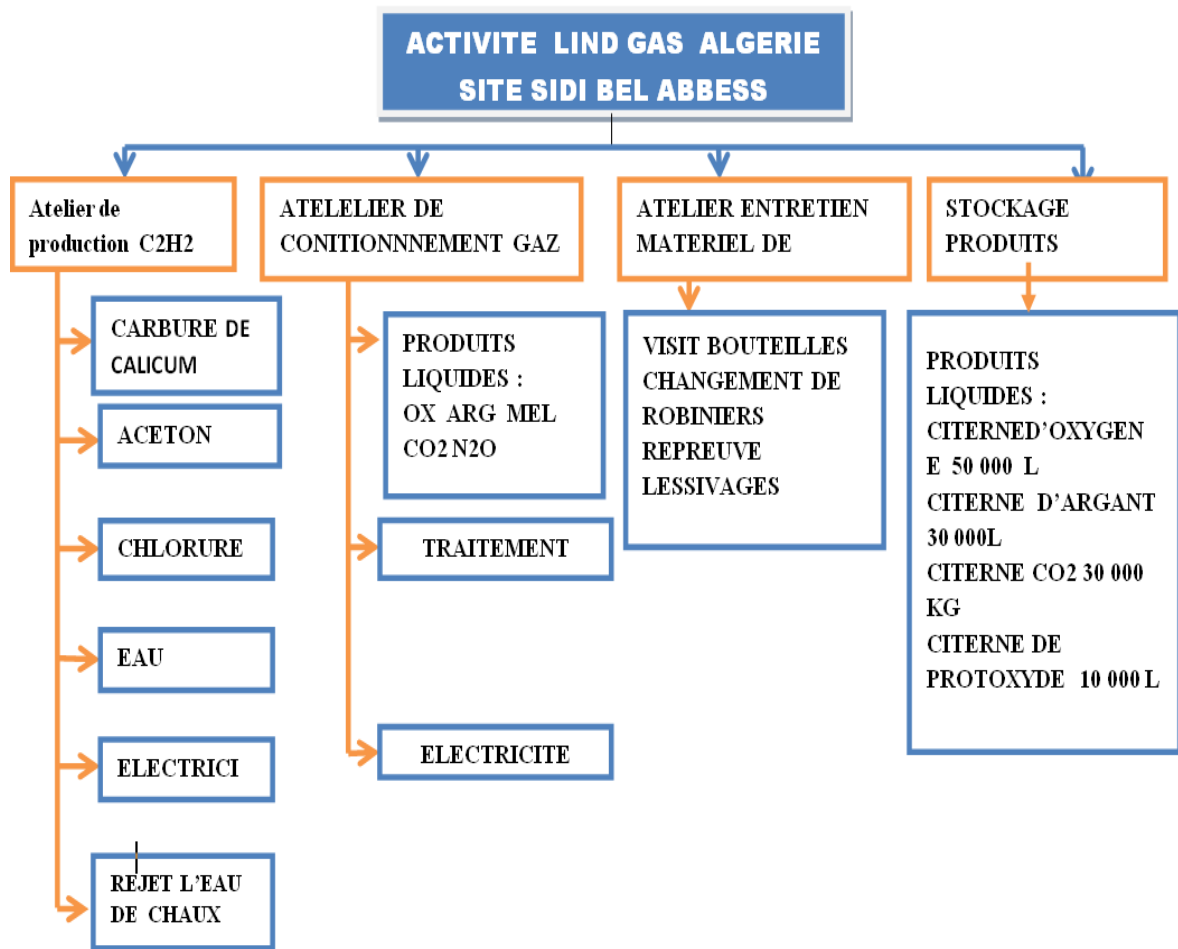 ACTIVITE LIND GAS ALGERIE
SITE SIDI BEL ABBESS
Atelier de
production C2H2
CARBURE DE
CALICUM
ACETON
CHLORURE
EAU
ELECTRICI
REJET L'EAU
DE CHAUX
ATELELIER DE
CONITIONNNEMENT GAZ
PRODUITS
LIQUIDES :
OX ARG MEL
CO2 N2O
TRAITEMENT
ELECTRICITE
ATELIER ENTRETIEN
MATERIEL DE
VISIT BOUTEILLES
CHANGEMENT DE
ROBINIERS
REPREUVE
LESSIVAGES
STOCKAGE
PRODUITS
PRODUITS
LIQUIDES :
CITERNED'OXYGEN
E 50 000 L
CITERNE D'ARGANT
30 000L
CITERNE CO2 30 000
KG
CITERNE DE
PROTOXYDE 10 000 L